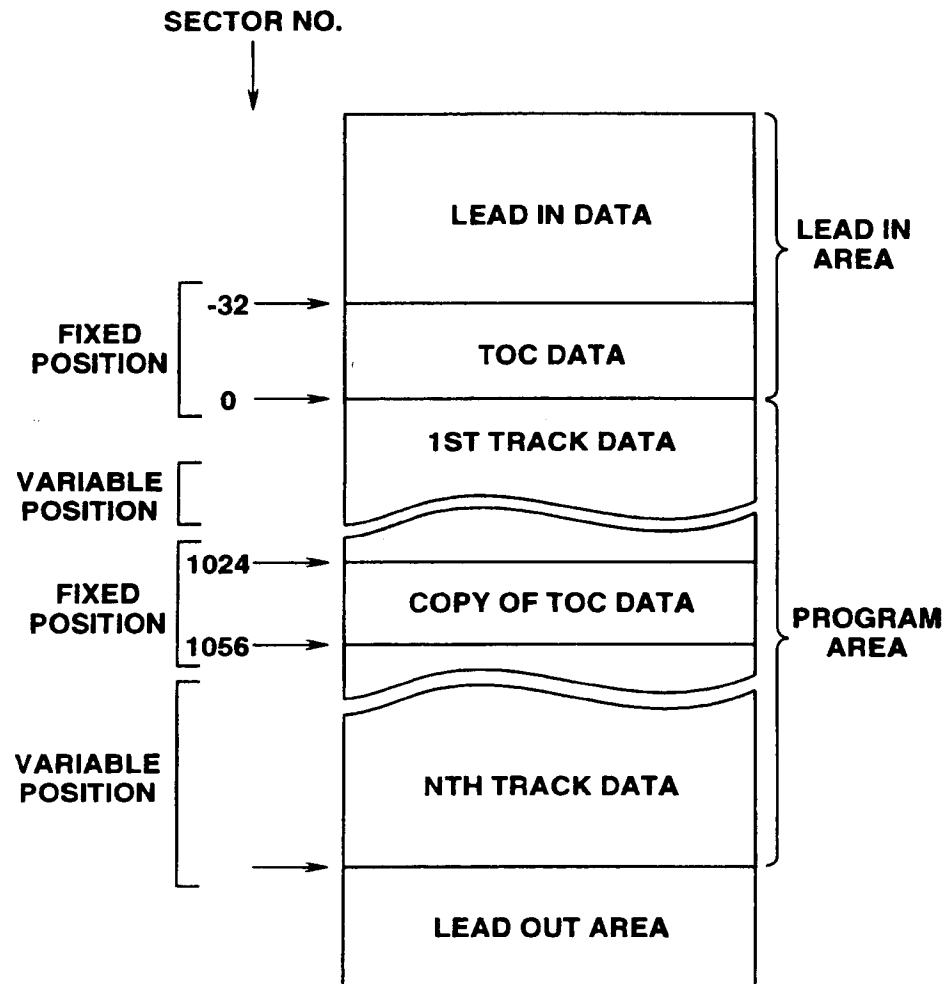 SECTOR NO.
LEAD IN DATA
LEAD IN
AREA
-32
FIXED
POSITION
TOC DATA
0
1ST TRACK DATA
VARIABLE
POSITION
1024
FIXED
POSITION
COPY OF TOC DATA
1056
PROGRAM
AREA
VARIABLE
POSITION
NTH TRACK DATA
LEAD OUT AREA